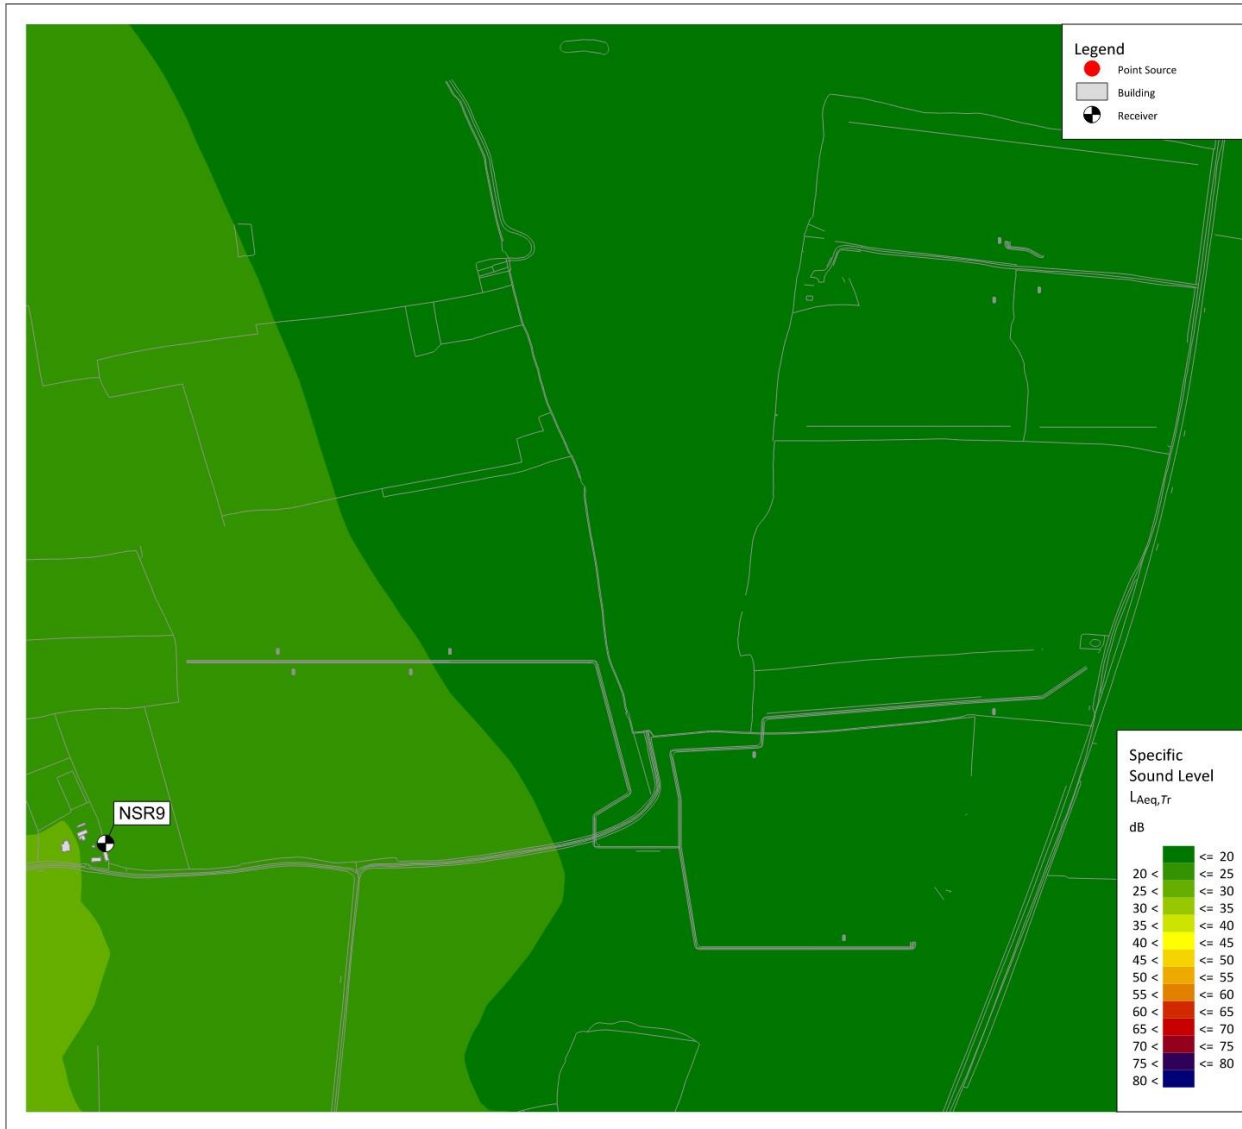 Legend
Point Source
Building
Receiver
NSR9
Specific
Sound Level
LAeq,Tr
dB
<= 20
20 < <= 25
25 < <= 30
30 < <= 35
35 < <= 40
40 < <= 45
45 < <= 50
50 < <= 55
55 < <= 60
60 < <= 65
65 < <= 70
70 < <= 75
75 < <= 80
80 <